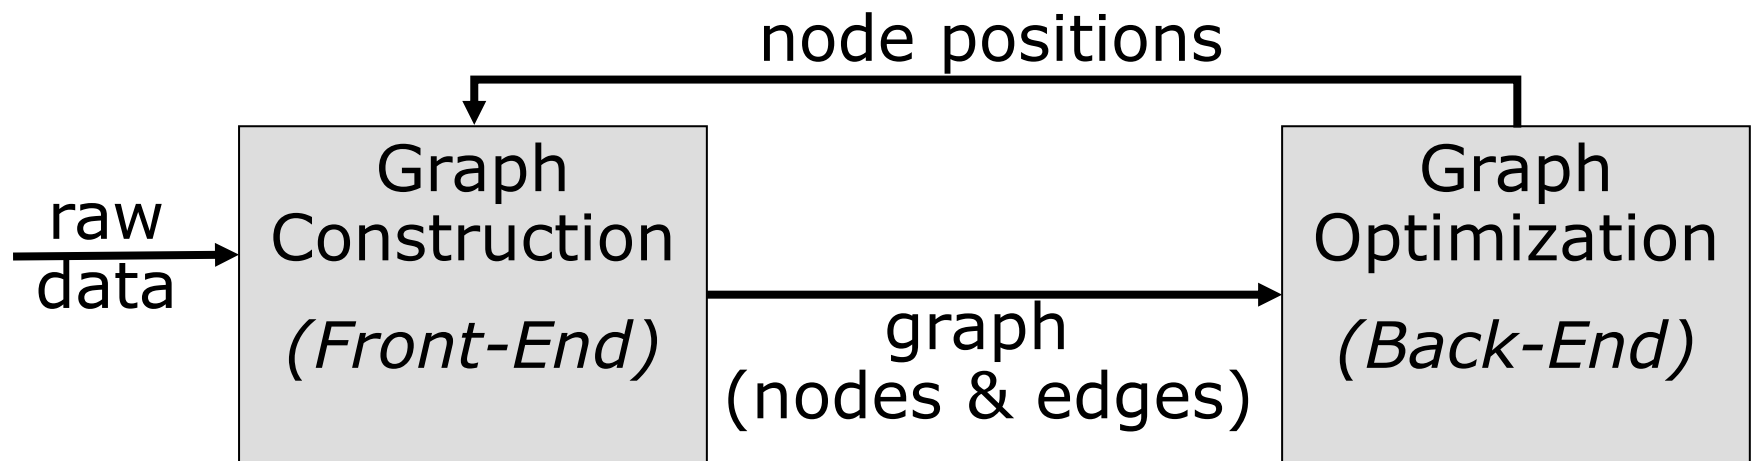 node positions
raw
data
Graph
Construction
(Front-End)
graph
(nodes & edges)
Graph
Optimization
(Back-End)